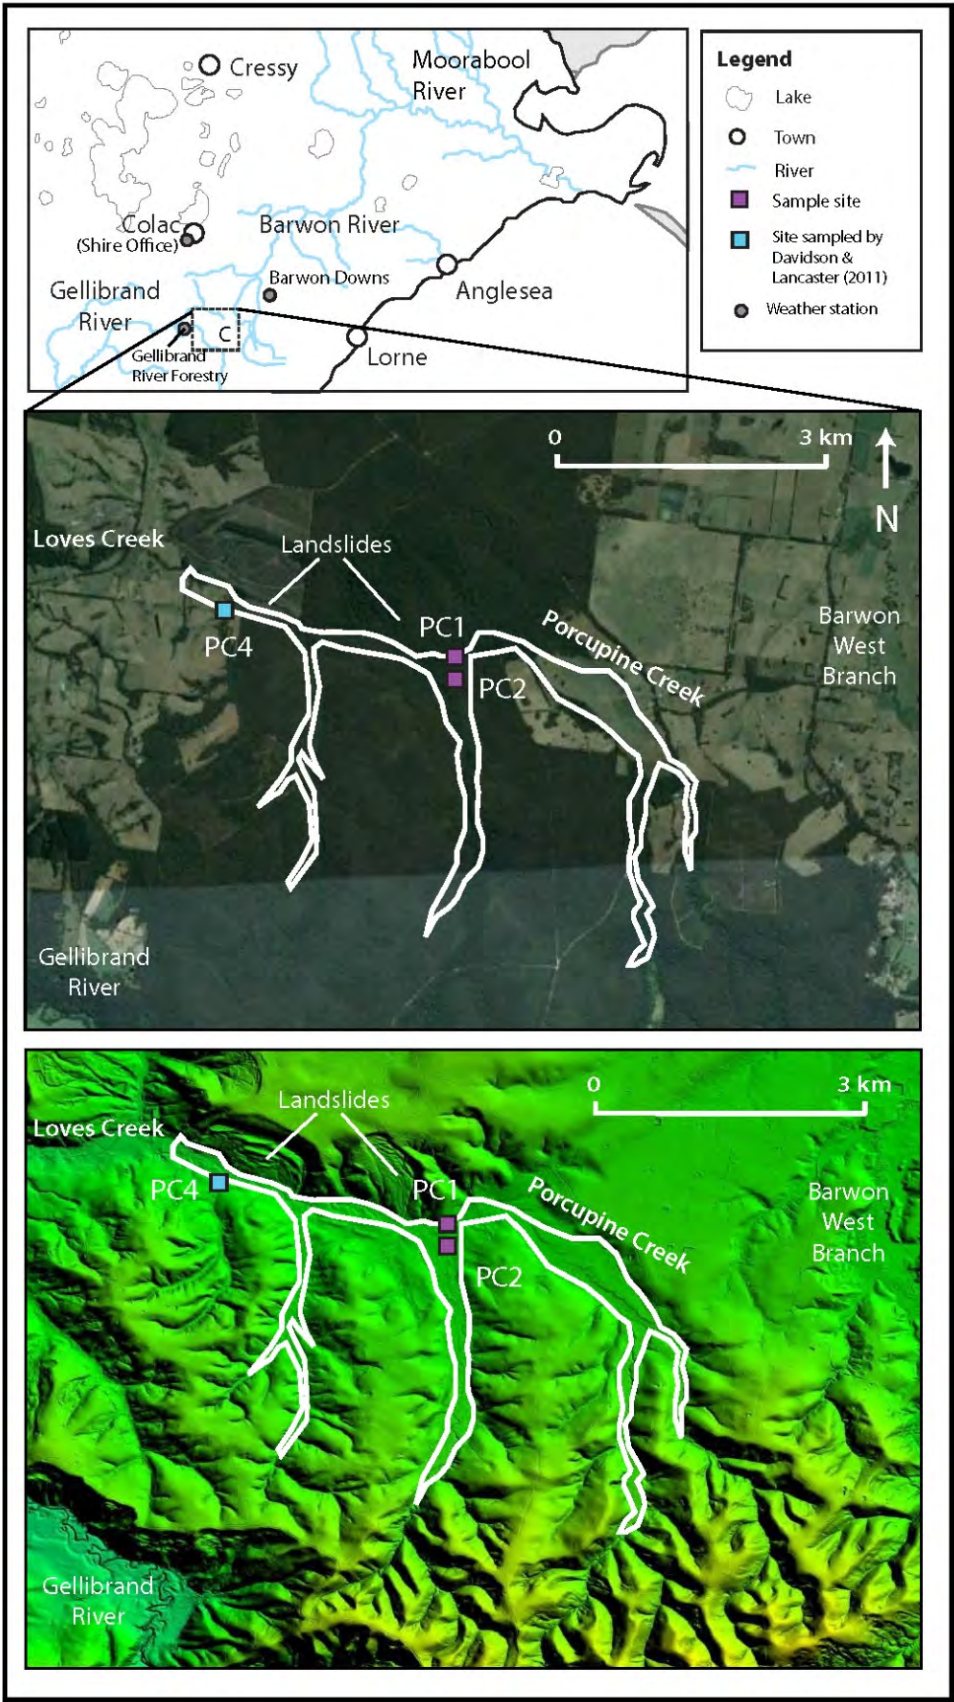 Cressy
Moorabool
River
Colac
(Shire Office)
Barwon River
Barwon Downs
Gellibrand
River
Anglesea
C
Gellibrand
River Forestry
Lorne
Legend
Lake
Town
River
Sample site
Site sampled by
Davidson &
Lancaster (2011)
Weather station
0
3 km
N
Loves Creek
Landslides
PC4
PC1
PC2
Porcupine Creek
Barwon
West
Branch
Gellibrand
River
0
3 km
Landslides
Loves Creek
PC4
PC1
PC2
Porcupine Creek
Barwon
West
Branch
Gellibrand
River